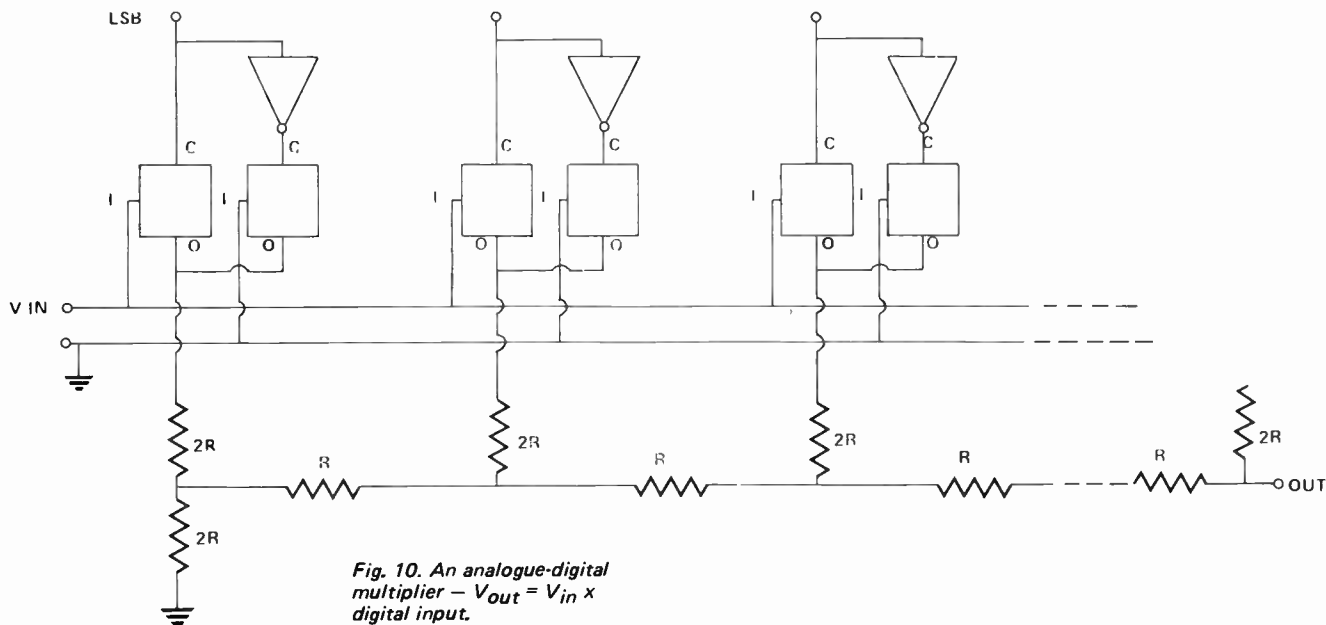 LSB
C
C
C
C
C
C
I
I
I
I
I
I
O
O
O
O
O
O
V IN
2R
2R
2R
2R
R
R
R
R
OUT
2R
Fig. 10. An analogue-digital
multiplier — Vout = Vin x
digital input.